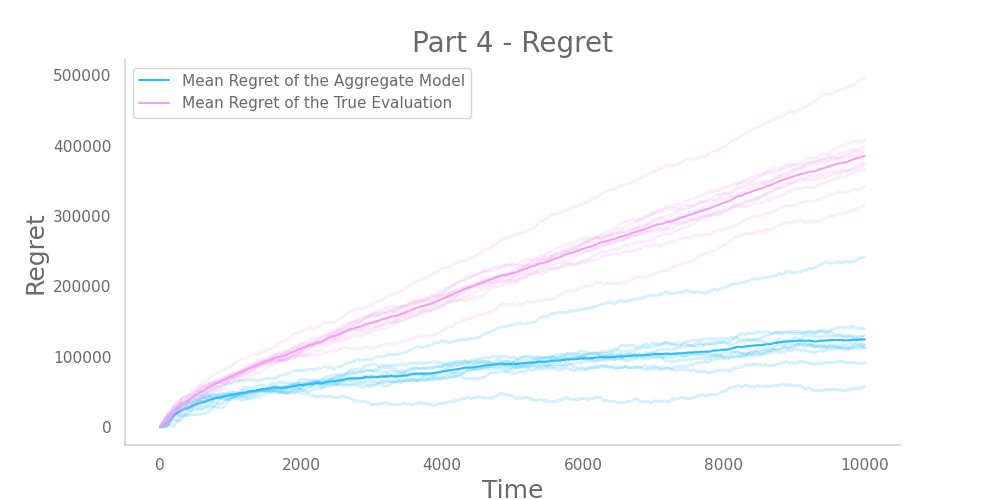 Part 4 - Regret
Mean Regret of the Aggregate Model
Mean Regret of the True Evaluation
Regret
500000
400000
300000
200000
100000
0
0 2000 4000 6000 8000 10000
Time